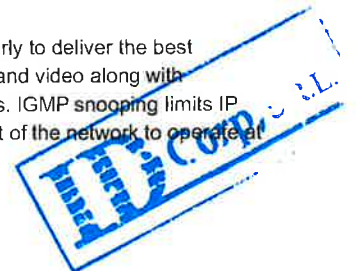 rly to deliver the best
and video along with
s. IGMP snooping limits IP
t of the network to operate at
ID Corp. S.R.L.